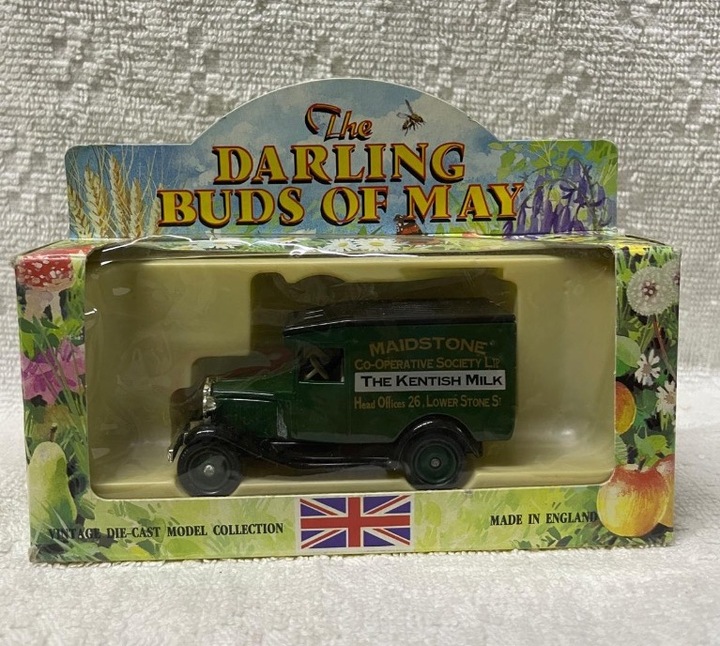 The
DARLING
BUDS OF MAY
MAIDSTONE
CO-OPERATIVE SOCIETY LTD
THE KENTISH MILK
Head Offices 26, LOWER STONE ST
VINTAGE DIE-CAST MODEL COLLECTION
MADE IN ENGLAND